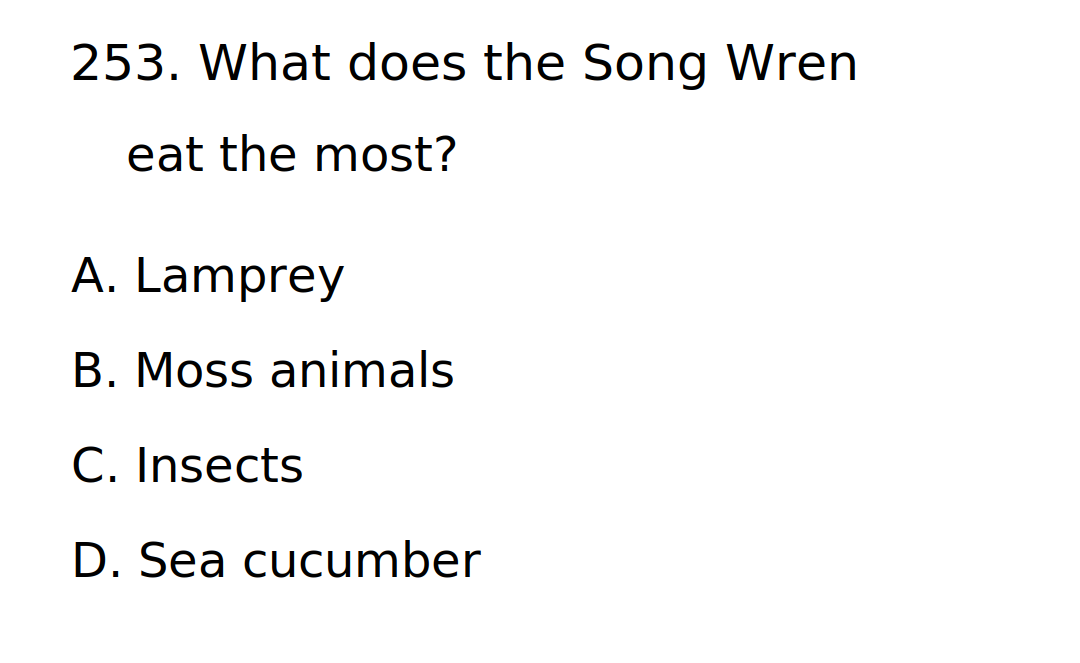 253. What does the Song Wren
eat the most?
A. Lamprey
B. Moss animals
C. Insects
D. Sea cucumber